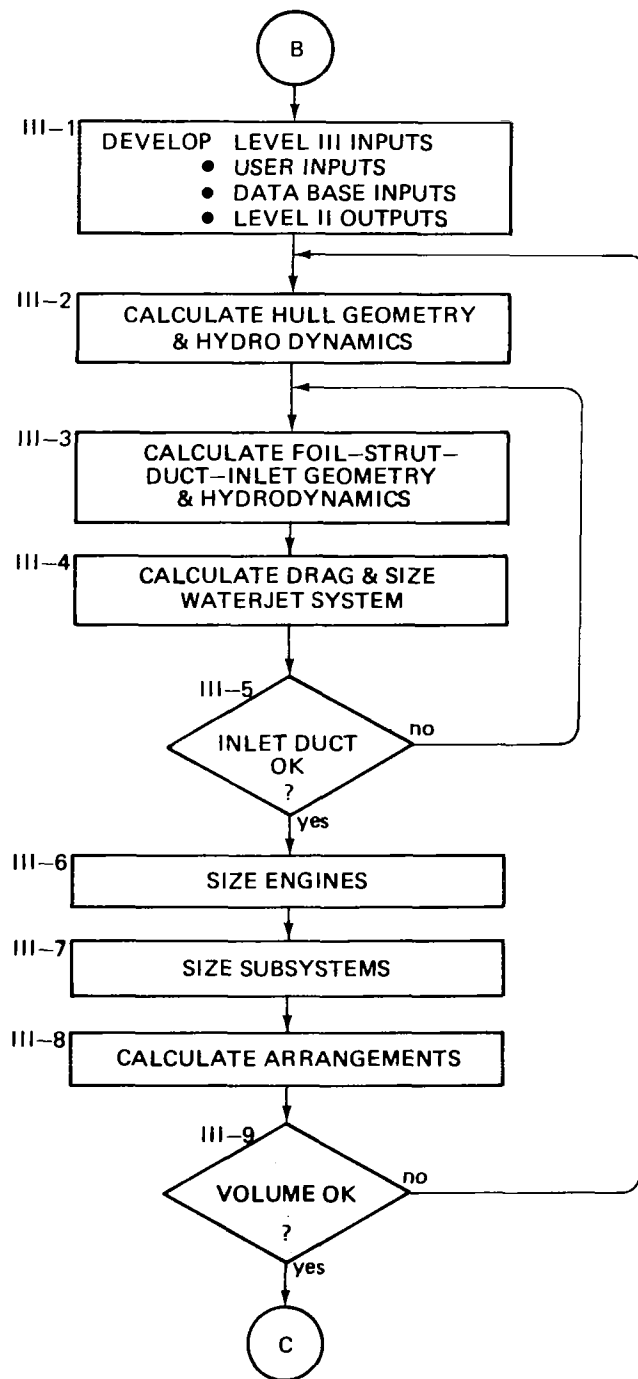 B
III-1
DEVELOP LEVEL III INPUTS
● USER INPUTS
● DATA BASE INPUTS
● LEVEL II OUTPUTS
III-2
CALCULATE HULL GEOMETRY
& HYDRO DYNAMICS
III-3
CALCULATE FOIL-STRUT-
DUCT-INLET GEOMETRY
& HYDRODYNAMICS
III-4
CALCULATE DRAG & SIZE
WATERJET SYSTEM
III-5
INLET DUCT
OK
?
no
yes
III-6
SIZE ENGINES
III-7
SIZE SUBSYSTEMS
III-8
CALCULATE ARRANGEMENTS
III-9
VOLUME OK
?
no
yes
C